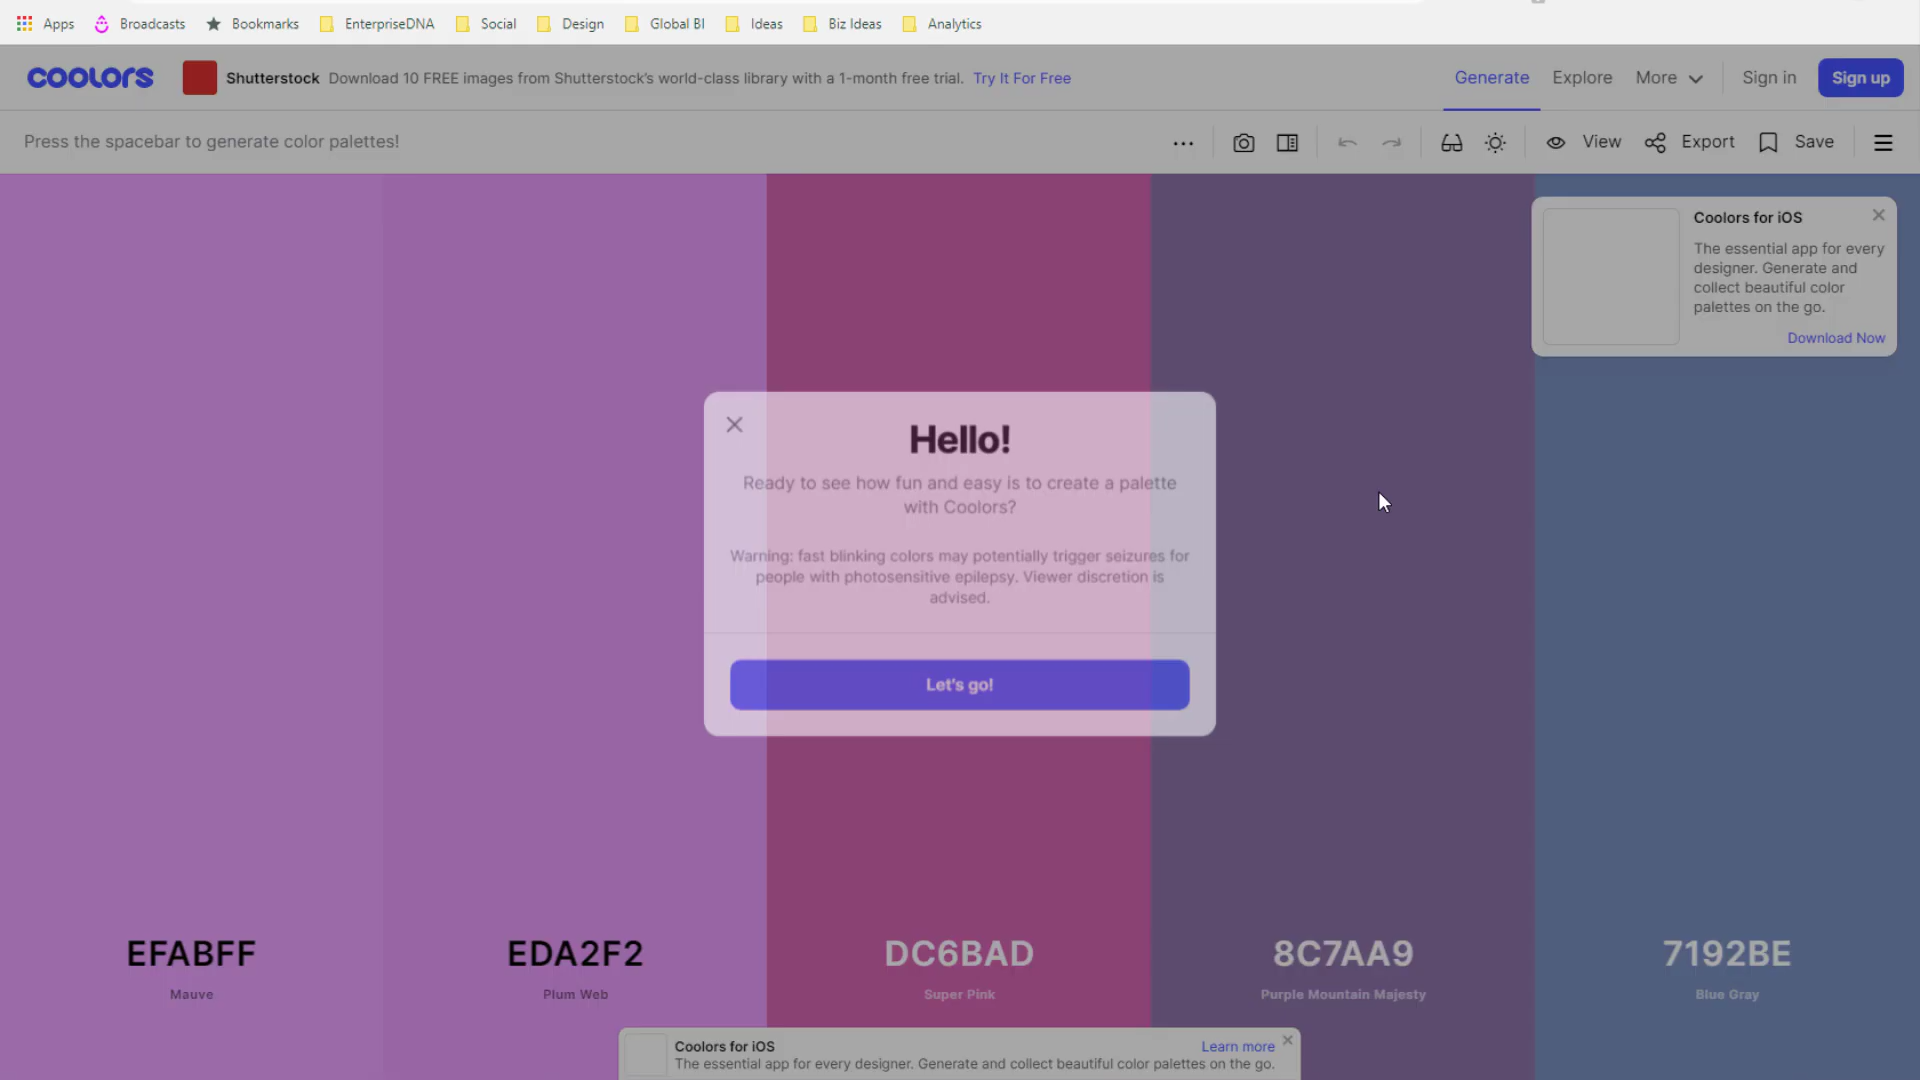 Apps Broadcasts Bookmarks EnterpriseDNA Social Design Global BI Ideas Biz Ideas Analytics
coolors Shutterstock Download 10 FREE images from Shutterstock's world-class library with a 1-month free trial. Try It For Free Generate Explore More Sign in Sign up
Press the spacebar to generate color palettes! View Export Save
Coolors for iOS
The essential app for every
designer. Generate and
collect beautiful color
palettes on the go.
Download Now
Hello!
Ready to see how fun and easy is to create a palette
with Coolors?
Warning: fast blinking colors may potentially trigger seizures for
people with photosensitive epilepsy. Viewer discretion is
advised.
Let's go!
EFABFF EDA2F2 DC6BAD 8C7AA9 7192BE
Mauve Plum Web Super Pink Purple Mountain Majesty Blue Gray
Coolors for iOS Learn more
The essential app for every designer. Generate and collect beautiful color palettes on the go.